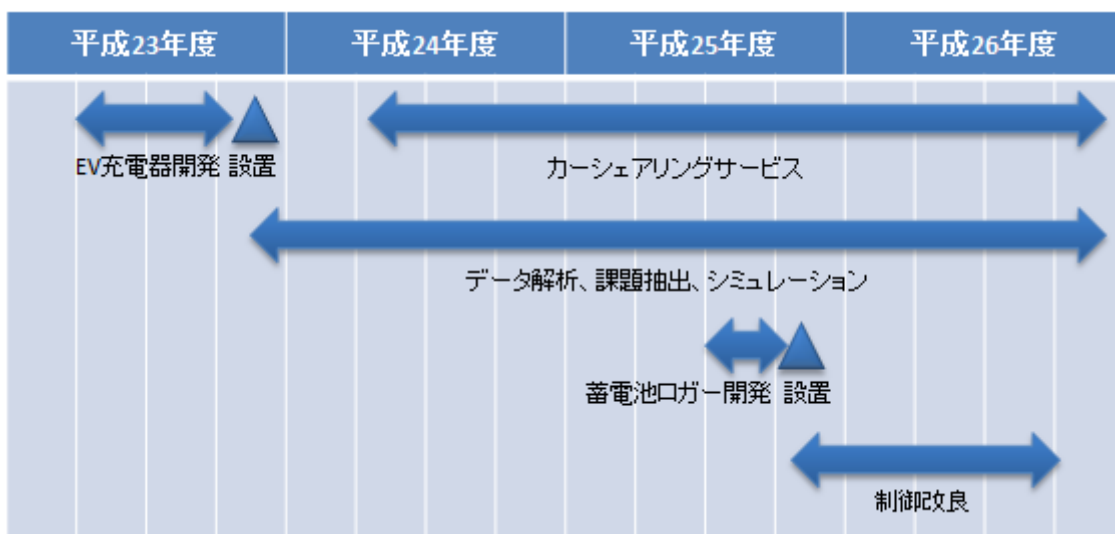 平成23年度 平成24年度 平成25年度 平成26年度
EV充電器開発 設置
カーシェアリングサービス
データ解析、課題抽出、シミュレーション
蓄電池ロガー開発 設置
制御改良